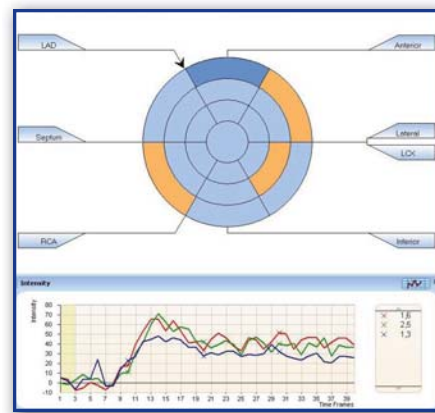 LAD
Anterior
Septum
Lateral
LCX
RCA
Inferior
Intensity
Intensity
80
70
60
50
40
30
20
10
0
-10
1 3 5 7 9 11 13 15 17 19 21 23 25 27 29 31 33 35 37 39
Time Frames
1,6
2,5
1,3